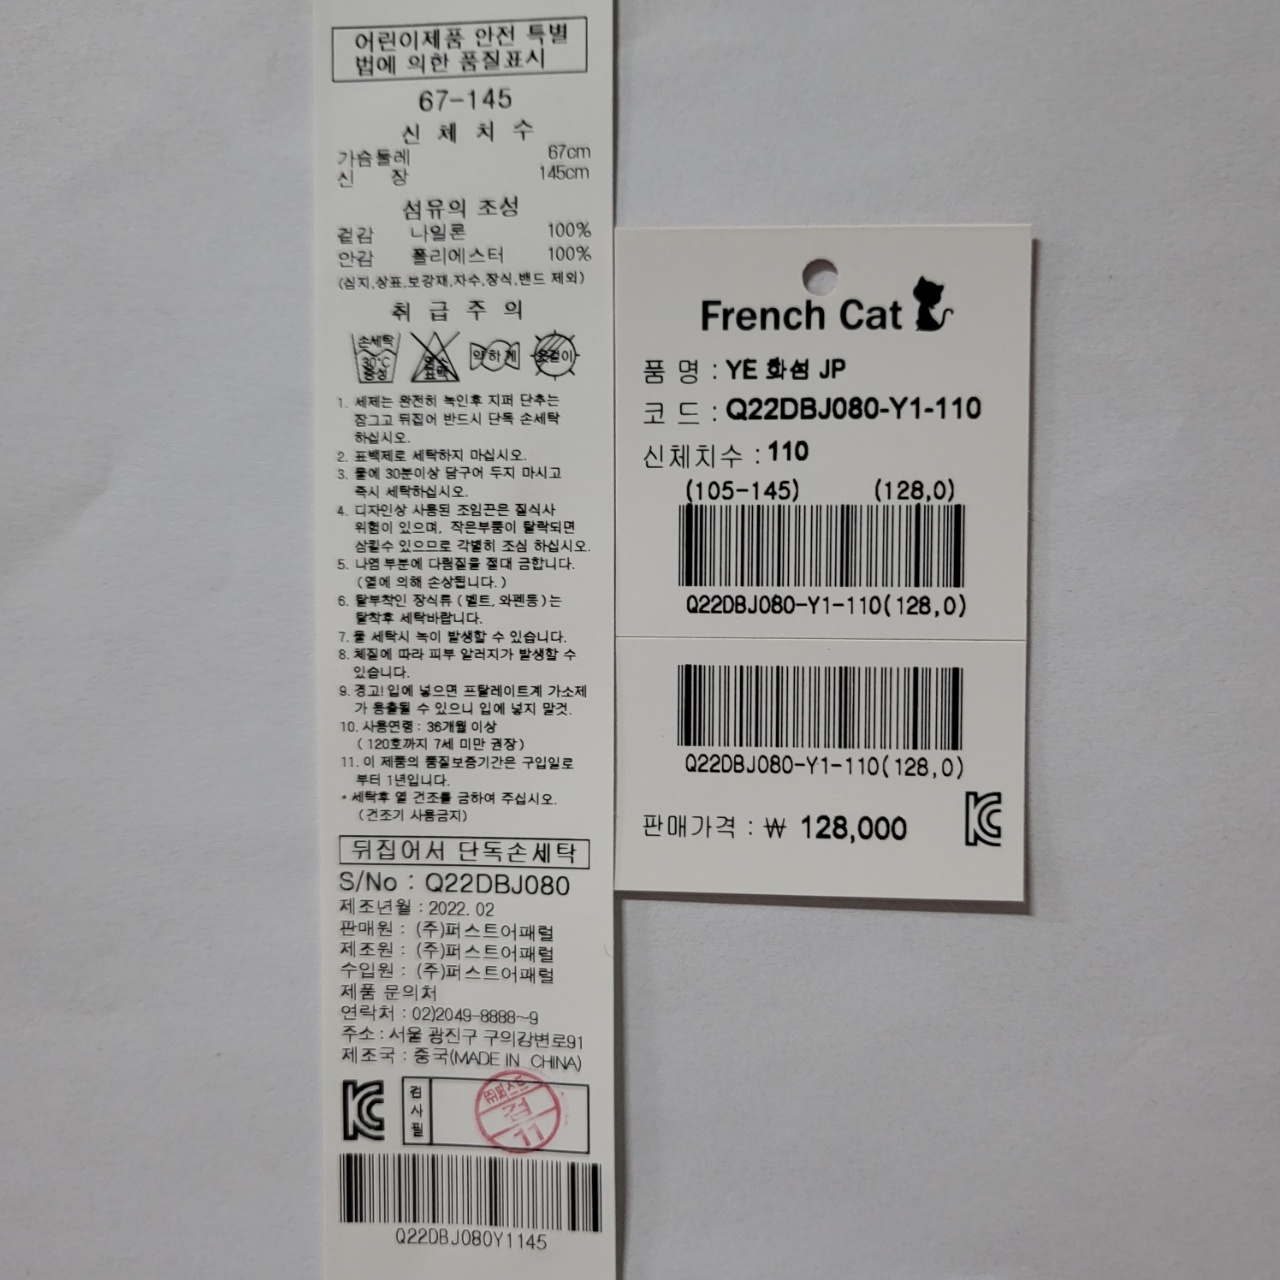 어린이제품 안전 특별
법에 의한 품질표시
67-145
신 체 치 수
가슴둘레 67cm
신 장 145cm
섬유의 조성
겉감 나일론 100%
안감 폴리에스터 100%
(심지,상표,보강재,자수,장식,밴드 제외)
취 급 주 의
손세탁
30°C
중성
염소
표백
약하게
옷걸이
1. 세제는 완전히 녹인후 지퍼 단추는
잠그고 뒤집어 반드시 단독 손세탁
하십시오.
2. 표백제로 세탁하지 마십시오.
3. 물에 30분이상 담구어 두지 마시고
즉시 세탁하십시오.
4. 디자인상 사용된 조임끈은 질식사
위험이 있으며, 작은부품이 탈락되면
삼킬수 있으므로 각별히 조심 하십시오.
5. 나염 부분에 다림질을 절대 금합니다.
(열에 의해 손상됩니다.)
6. 탈부착인 장식류 (벨트, 와펜등)는
탈착후 세탁바랍니다.
7. 물 세탁시 녹이 발생할 수 있습니다.
8. 체질에 따라 피부 알러지가 발생할 수
있습니다.
9. 경고! 입에 넣으면 프탈레이트계 가소제
가 용출될 수 있으니 입에 넣지 말것.
10. 사용연령 : 36개월 이상
( 120호까지 7세 미만 권장 )
11. 이 제품의 품질보증기간은 구입일로
부터 1년입니다.
* 세탁후 열 건조를 금하여 주십시오.
(건조기 사용금지)
뒤집어서 단독손세탁
S/No : Q22DBJ080
제조년월 : 2022. 02
판매원 : (주)퍼스트어패럴
제조원 : (주)퍼스트어패럴
수입원 : (주)퍼스트어패럴
제품 문의처
연락처 : 02)2049-8888~9
주소 : 서울 광진구 구의강변로91
제조국 : 중국(MADE IN CHINA)
KC
검사필
㈜퍼스트
검
11
Q22DBJ080Y1145
French Cat
품 명 : YE 화섬 JP
코 드 : Q22DBJ080-Y1-110
신체치수 : 110
(105-145) (128,0)
Q22DBJ080-Y1-110(128,0)
Q22DBJ080-Y1-110(128,0)
판매가격 : ₩ 128,000
KC